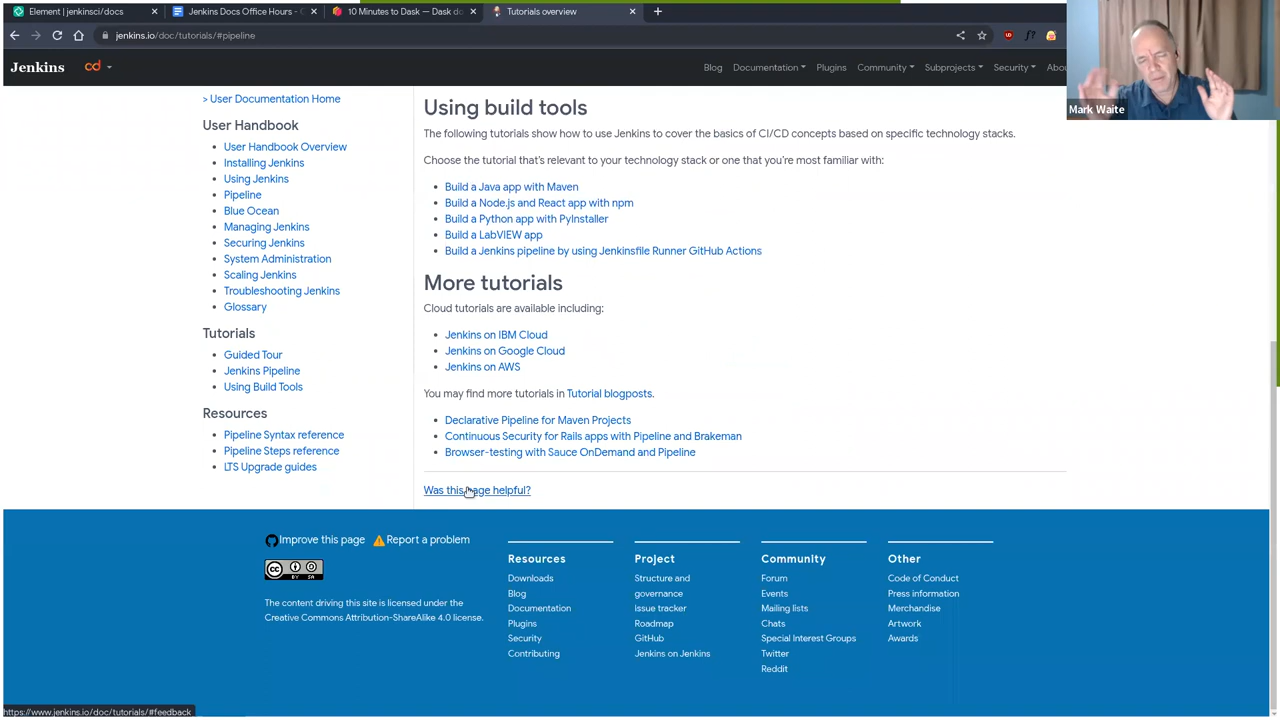 Element | jenkinsci/docs
Jenkins Docs Office Hours -
10 Minutes to Dask — Dask do
Tutorials overview
jenkins.io/doc/tutorials/#pipeline
Mark Waite
Jenkins
cd
Blog
Documentation
Plugins
Community
Subprojects
Security
Abou
> User Documentation Home
User Handbook
User Handbook Overview
Installing Jenkins
Using Jenkins
Pipeline
Blue Ocean
Managing Jenkins
Securing Jenkins
System Administration
Scaling Jenkins
Troubleshooting Jenkins
Glossary
Tutorials
Guided Tour
Jenkins Pipeline
Using Build Tools
Resources
Pipeline Syntax reference
Pipeline Steps reference
LTS Upgrade guides
Using build tools
The following tutorials show how to use Jenkins to cover the basics of CI/CD concepts based on specific technology stacks.
Choose the tutorial that's relevant to your technology stack or one that you're most familiar with:
Build a Java app with Maven
Build a Node.js and React app with npm
Build a Python app with PyInstaller
Build a LabVIEW app
Build a Jenkins pipeline by using Jenkinsfile Runner GitHub Actions
More tutorials
Cloud tutorials are available including:
Jenkins on IBM Cloud
Jenkins on Google Cloud
Jenkins on AWS
You may find more tutorials in Tutorial blogposts.
Declarative Pipeline for Maven Projects
Continuous Security for Rails apps with Pipeline and Brakeman
Browser-testing with Sauce OnDemand and Pipeline
Was this page helpful?
Improve this page
Report a problem
BY SA
The content driving this site is licensed under the
Creative Commons Attribution-ShareAlike 4.0 license.
Resources
Downloads
Blog
Documentation
Plugins
Security
Contributing
Project
Structure and
governance
Issue tracker
Roadmap
GitHub
Jenkins on Jenkins
Community
Forum
Events
Mailing lists
Chats
Special Interest Groups
Twitter
Reddit
Other
Code of Conduct
Press information
Merchandise
Artwork
Awards
https://www.jenkins.io/doc/tutorials/#feedback